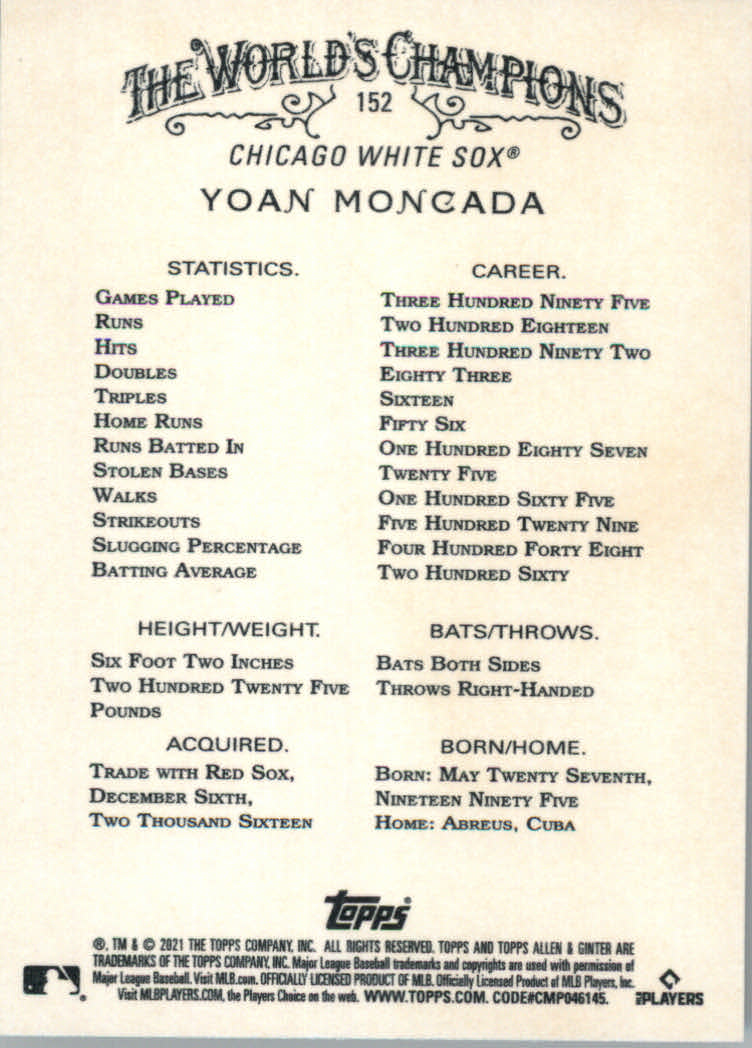 THE WORLD'S CHAMPIONS
152
CHICAGO WHITE SOX®
YOAN MONCADA
STATISTICS.
GAMES PLAYED
RUNS
HITS
DOUBLES
TRIPLES
HOME RUNS
RUNS BATTED IN
STOLEN BASES
WALKS
STRIKEOUTS
SLUGGING PERCENTAGE
BATTING AVERAGE
CAREER.
THREE HUNDRED NINETY FIVE
TWO HUNDRED EIGHTEEN
THREE HUNDRED NINETY TWO
EIGHTY THREE
SIXTEEN
FIFTY SIX
ONE HUNDRED EIGHTY SEVEN
TWENTY FIVE
ONE HUNDRED SIXTY FIVE
FIVE HUNDRED TWENTY NINE
FOUR HUNDRED FORTY EIGHT
TWO HUNDRED SIXTY
HEIGHT/WEIGHT.
SIX FOOT TWO INCHES
TWO HUNDRED TWENTY FIVE
POUNDS
BATS/THROWS.
BATS BOTH SIDES
THROWS RIGHT-HANDED
ACQUIRED.
TRADE WITH RED SOX,
DECEMBER SIXTH,
TWO THOUSAND SIXTEEN
BORN/HOME.
BORN: MAY TWENTY SEVENTH,
NINETEEN NINETY FIVE
HOME: ABREUS, CUBA
Topps®
®, TM & © 2021 THE TOPPS COMPANY, INC. ALL RIGHTS RESERVED. TOPPS AND TOPPS ALLEN & GINTER ARE
TRADEMARKS OF THE TOPPS COMPANY, INC. Major League Baseball trademarks and copyrights are used with permission of
Major League Baseball. Visit MLB.com. OFFICIALLY LICENSED PRODUCT OF MLB. Officially Licensed Product of MLB Players, Inc.
Visit MLBPLAYERS.COM, the Players Choice on the web. WWW.TOPPS.COM. CODE#CMP046145.
MLBPLAYERS